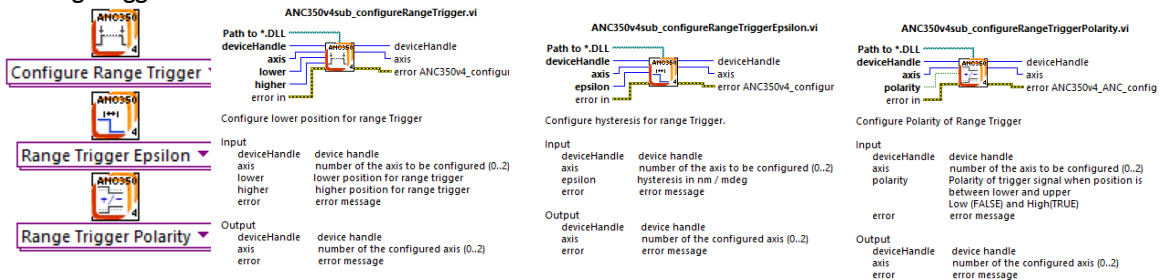 ANC350
4
Configure Range Trigger
ANC350
4
Range Trigger Epsilon
ANC350
4
Range Trigger Polarity
ANC350v4sub_configureRangeTrigger.vi
Path to *.DLL
deviceHandle
axis
lower
higher
error in
ANC350
4
deviceHandle
axis
error ANC350v4_configur
Configure lower position for range Trigger
Input
deviceHandle device handle
axis number of the axis to be configured (0..2)
lower lower position for range trigger
higher higher position for range trigger
error error message
Output
deviceHandle device handle
axis number of the configured axis (0..2)
error error message
ANC350v4sub_configureRangeTriggerEpsilon.vi
Path to *.DLL
deviceHandle
axis
epsilon
error in
ANC350
4
deviceHandle
axis
error ANC350v4_configur
Configure hysteresis for range Trigger.
Input
deviceHandle device handle
axis number of the axis to be configured (0..2)
epsilon hysteresis in nm / mdeg
error error message
Output
deviceHandle device handle
axis number of the configured axis (0..2)
error error message
ANC350v4sub_configureRangeTriggerPolarity.vi
Path to *.DLL
deviceHandle
axis
polarity
error in
ANC350
+/-
4
deviceHandle
axis
error ANC350v4_ANC_config
Configure Polarity of Range Trigger
Input
deviceHandle device handle
axis number of the axis to be configured (0..2)
polarity Polarity of trigger signal when position is
between lower and upper
Low (FALSE) and High(TRUE)
error error message
Output
deviceHandle device handle
axis number of the configured axis (0..2)
error error message